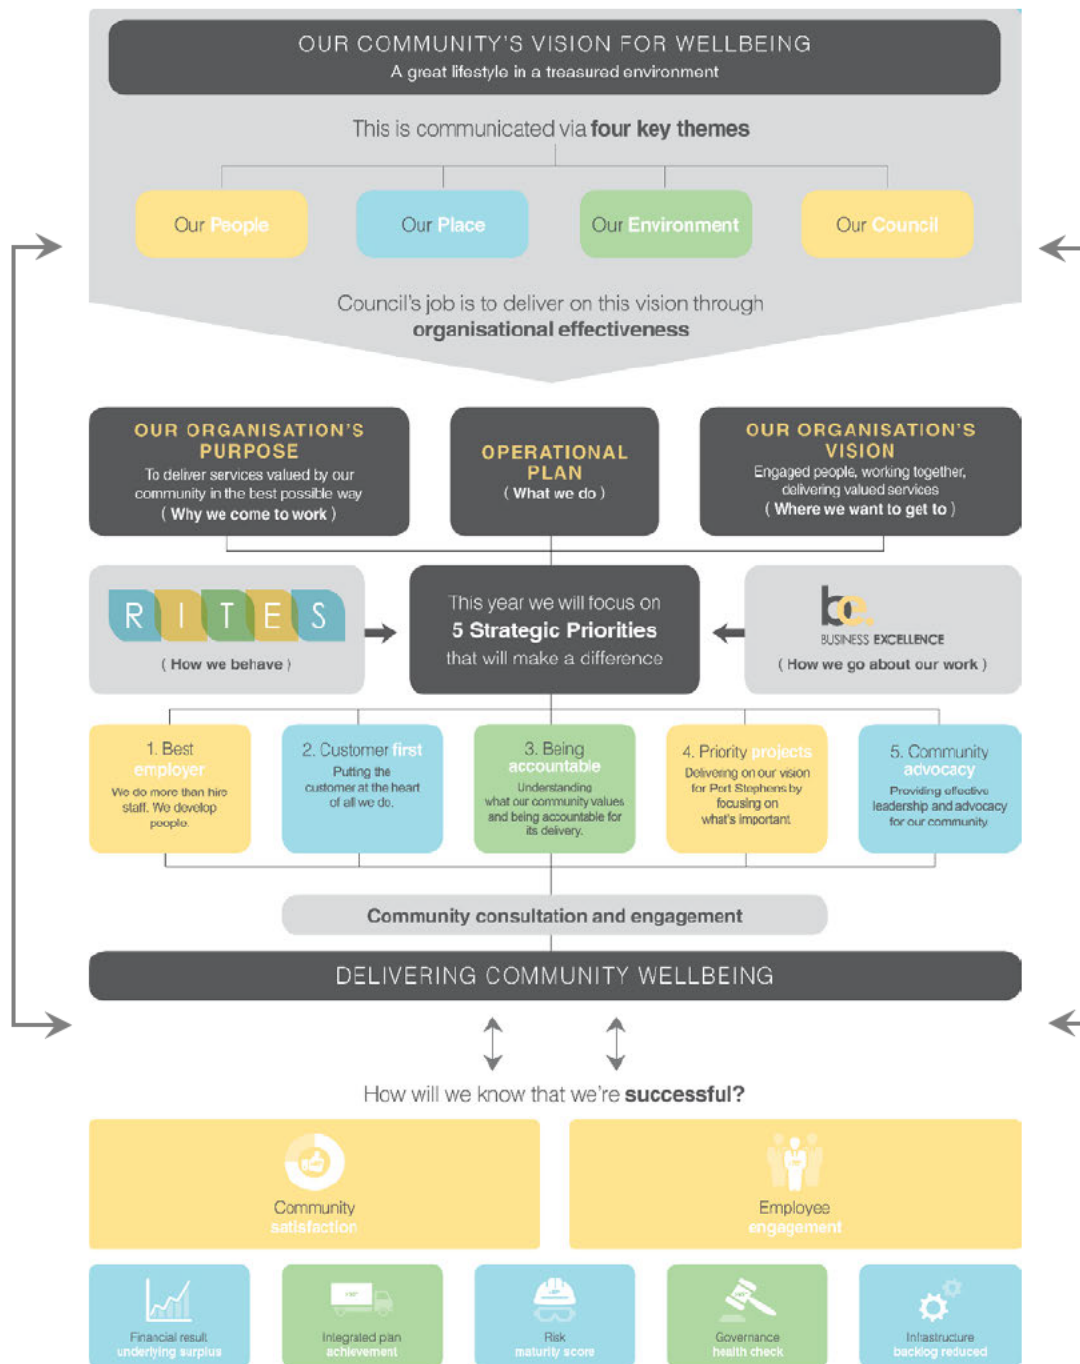 OUR COMMUNITY'S VISION FOR WELLBEING
A great lifestyle in a treasured environment
This is communicated via four key themes
Our People
Our Place
Our Environment
Our Council
Council's job is to deliver on this vision through
organisational effectiveness
OUR ORGANISATION'S
PURPOSE
To deliver services valued by our
community in the best possible way
( Why we come to work )
OPERATIONAL
PLAN
( What we do )
OUR ORGANISATION'S
VISION
Engaged people, working together,
delivering valued services
( Where we want to get to )
R I T E S
( How we behave )
This year we will focus on
5 Strategic Priorities
that will make a difference
be.
BUSINESS EXCELLENCE
( How we go about our work )
1. Best
employer
We do more than hire
staff. We develop
people.
2. Customer first
Putting the
customer at the heart
of all we do.
3. Being
accountable
Understanding
what our community values
and being accountable for
its delivery.
4. Priority projects
Delivering on our vision
for Port Stephens by
focusing on
what's important
5. Community
advocacy
Providing effective
leadership and advocacy
for our community
Community consultation and engagement
DELIVERING COMMUNITY WELLBEING
How will we know that we're successful?
Community
satisfaction
Employee
engagement
Financial result
underlying surplus
Integrated plan
achievement
Risk
maturity score
Governance
health check
Infrastructure
backlog reduced